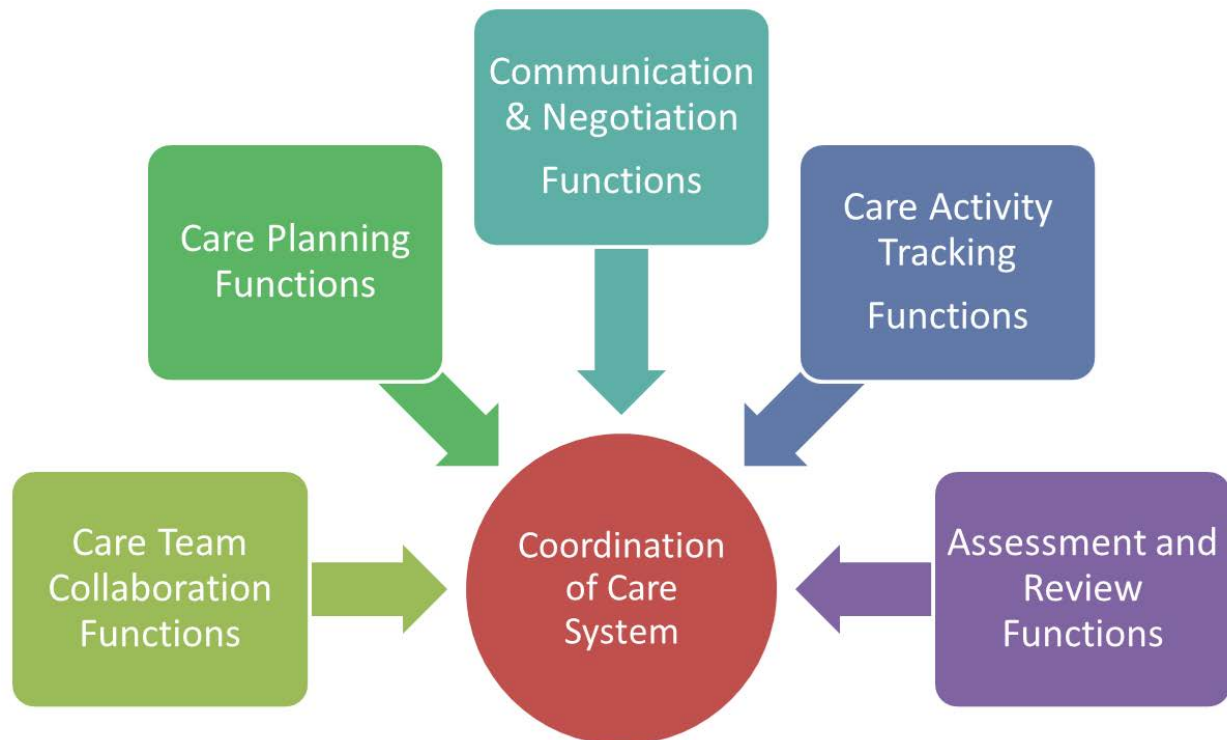 Communication
& Negotiation
Functions
Care Planning
Functions
Care Activity
Tracking
Functions
Care Team
Collaboration
Functions
Coordination
of Care
System
Assessment and
Review
Functions